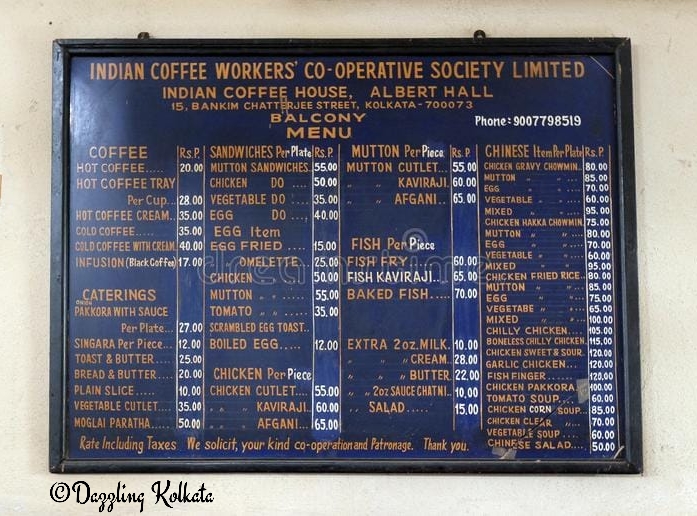 INDIAN COFFEE WORKERS' CO-OPERATIVE SOCIETY LIMITED
INDIAN COFFEE HOUSE, ALBERT HALL
15, BANKIM CHATTERJEE STREET, KOLKATA-700073
BALCONY
MENU
Phone: 9007798519
COFFEE Rs.P.
HOT COFFEE..... 20.00
HOT COFFEE TRAY
Per Cup... 28.00
HOT COFFEE CREAM.. 35.00
COLD COFFEE...... 35.00
COLD COFFEE WITH CREAM. 40.00
INFUSION (Black Coffee) 17.00
CATERINGS
ONION
PAKKORA WITH SAUCE
Per Plate.... 27.00
SINGARA Per Piece... 12.00
TOAST & BUTTER..... 25.00
BREAD & BUTTER.... 20.00
PLAIN SLICE...... 10.00
VEGETABLE CUTLET.... 35.00
MOGLAI PARATHA.... 50.00
SANDWICHES Per Plate Rs.P.
MUTTON SANDWICHES 55.00
CHICKEN DO .... 50.00
VEGETABLE DO .... 35.00
EGG DO .... 40.00
EGG Item
EGG FRIED .... 15.00
OMELETTE.... 25.00
CHICKEN 50.00
MUTTON " " ..... 55.00
TOMATO " " ..... 35.00
SCRAMBLED EGG TOAST..
BOILED EGG..... 12.00
CHICKEN Per Piece
CHICKEN CUTLET.... 55.00
" " KAVIRAJI.. 60.00
" " AFGANI... 65.00
MUTTON Per Piece Rs.P.
MUTTON CUTLET... 55.00
" " KAVIRAJI. 60.00
" " AFGANI.. 65.00
FISH Per Piece
FISH FRY...... 60.00
FISH KAVIRAJI... 65.00
BAKED FISH..... 70.00
EXTRA 2oz. MILK. 10.00
" " " CREAM... 28.00
" " " BUTTER 22.00
" " 2oz SAUCE CHATNI.. 10.00
" SALAD..... 15.00
CHINESE Item Per Plate Rs.P.
CHICKEN GRAVY CHOWMIN. 80.00
MUTTON " " .... 85.00
EGG " " .... 70.00
VEGETABLE " " .... 60.00
MIXED " " .... 95.00
CHICKEN HAKKA CHOWMIN. 75.00
MUTTON " " " .. 80.00
EGG " " " .. 70.00
VEGETABLE " " " .. 60.00
MIXED " " " .. 95.00
CHICKEN FRIED RICE.. 80.00
MUTTON " " ... 85.00
EGG " " ... 75.00
VEGETABE " " ... 65.00
MIXED " " ... 100.00
CHILLY CHICKEN..... 105.00
BONELESS CHILLY CHICKEN. 115.00
CHICKEN SWEET & SOUR. 120.00
GARLIC CHICKEN.... 120.00
FISH FINGER...... 120.00
CHICKEN PAKKORA.. 100.00
TOMATO SOUP... 60.00
CHICKEN CORN SOUP... 85.00
CHICKEN CLEAR " .. 70.00
VEGETABLE SOUP .... 60.00
CHINESE SALAD.... 50.00
Rate Including Taxes We solicit, your kind co-operation and Patronage. Thank you.
dreamstime
©Dazzling Kolkata